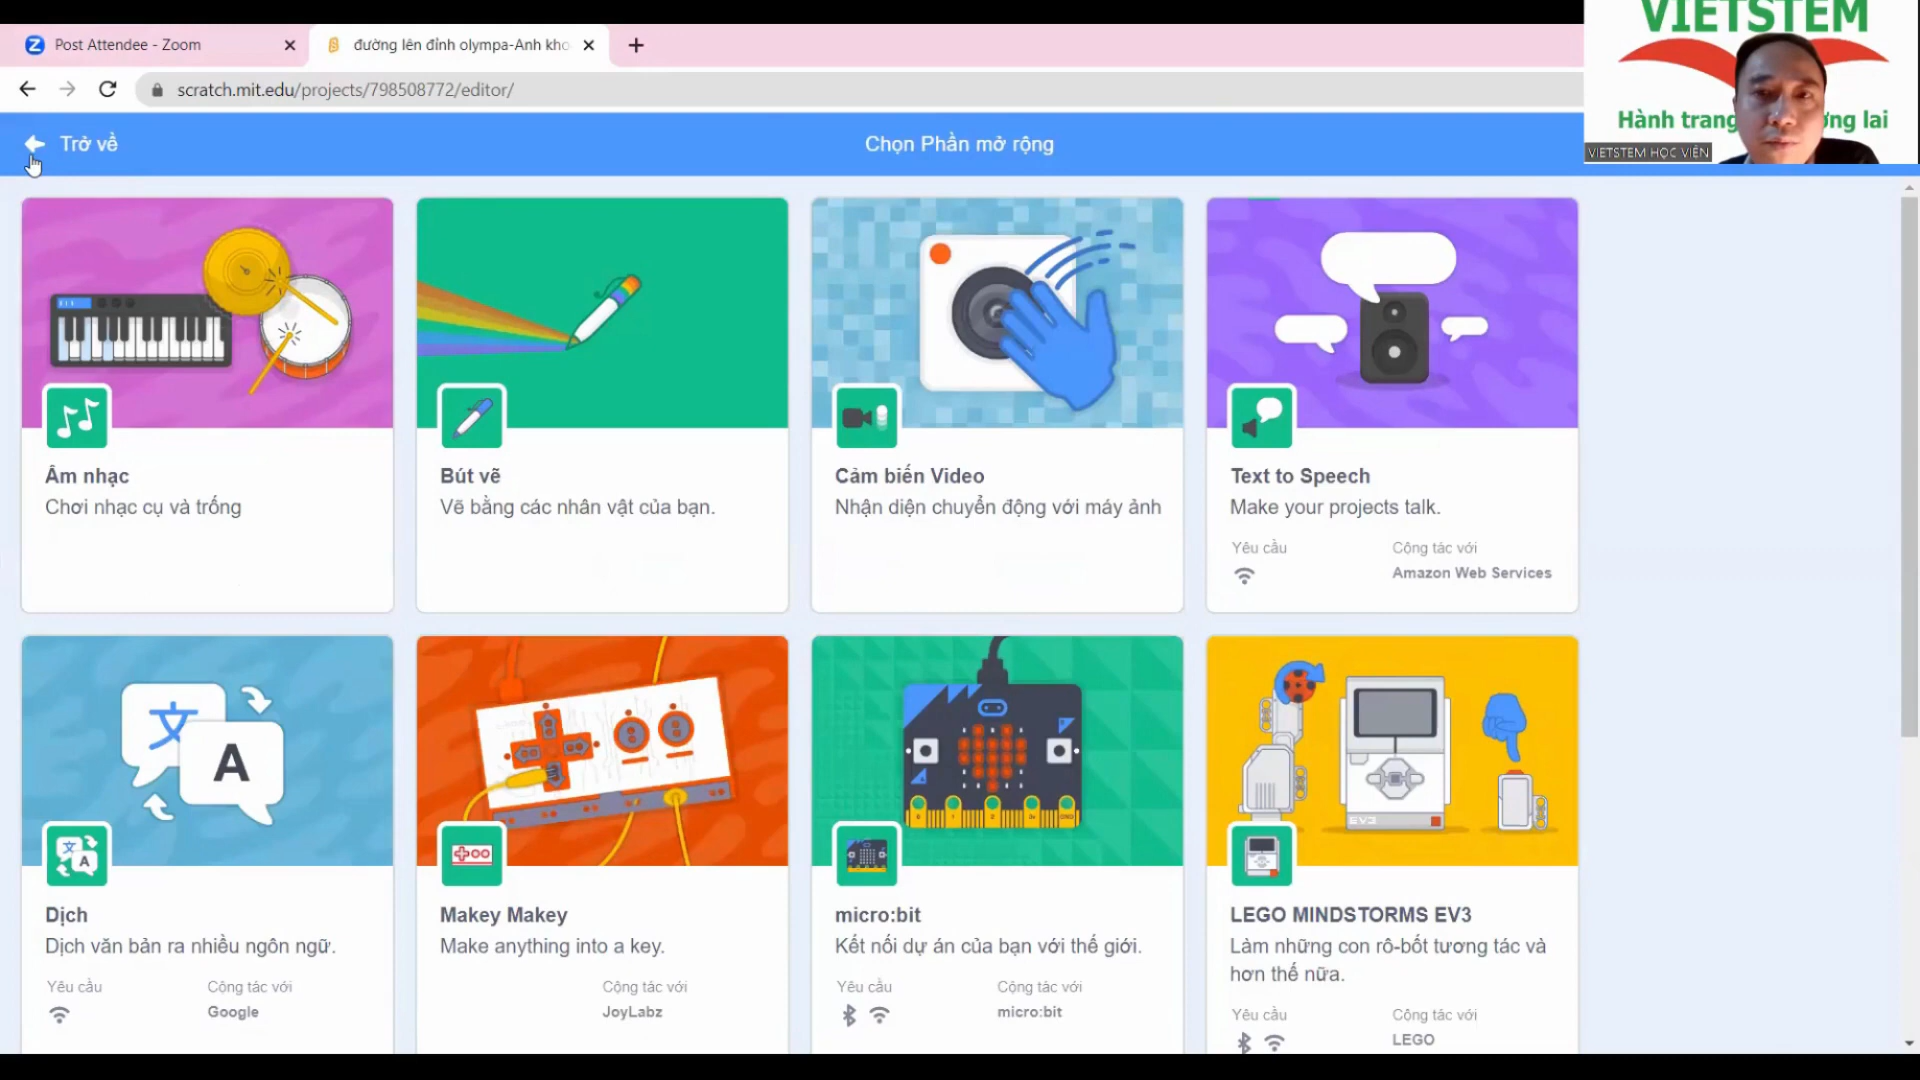 Post Attendee - Zoom
đường lên đỉnh olympa-Anh kho
scratch.mit.edu/projects/798508772/editor/
VIETSTEM
Hành trang
ng lai
VIETSTEM HỌC VIỆN
Trở về
Chọn Phần mở rộng
Âm nhạc
Chơi nhạc cụ và trống
Bút vẽ
Vẽ bằng các nhân vật của bạn.
Cảm biến Video
Nhận diện chuyển động với máy ảnh
Text to Speech
Make your projects talk.
Yêu cầu
Cộng tác với
Amazon Web Services
文
A
文
A
Dịch
Dịch văn bản ra nhiều ngôn ngữ.
Yêu cầu
Cộng tác với
Google
Makey Makey
Make anything into a key.
Cộng tác với
JoyLabz
micro:bit
Kết nối dự án của bạn với thế giới.
Yêu cầu
Cộng tác với
micro:bit
EV3
LEGO MINDSTORMS EV3
Làm những con rô-bốt tương tác và
hơn thế nữa.
Yêu cầu
Cộng tác với
LEGO